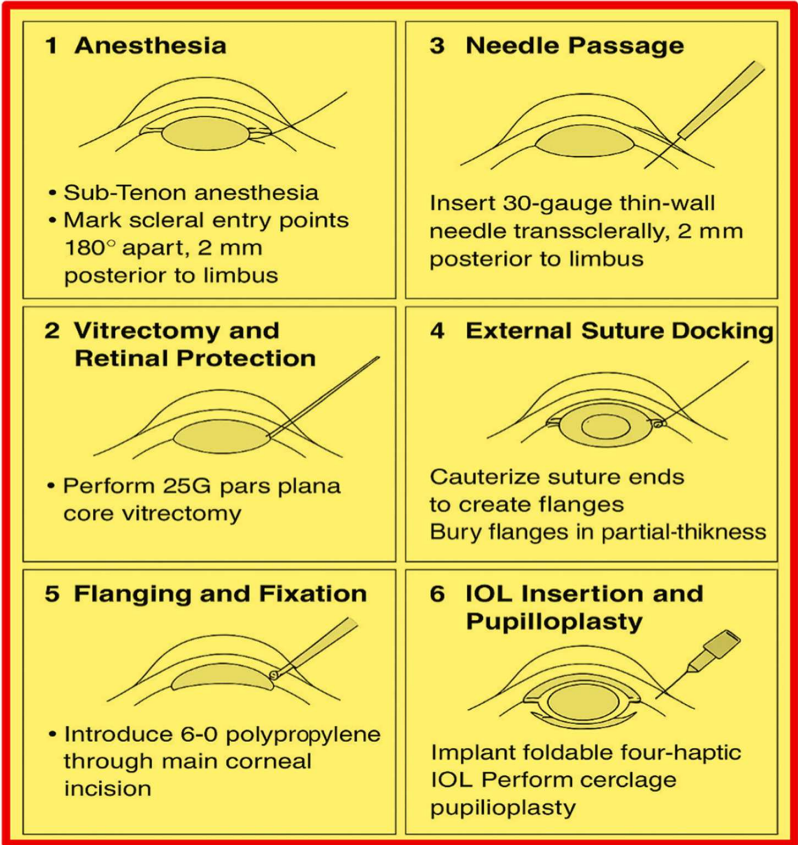 1 Anesthesia
• Sub-Tenon anesthesia
• Mark scleral entry points
180° apart, 2 mm
posterior to limbus
2 Vitrectomy and
Retinal Protection
• Perform 25G pars plana
core vitrectomy
3 Needle Passage
Insert 30-gauge thin-wall
needle transsclerally, 2 mm
posterior to limbus
4 External Suture Docking
Cauterize suture ends
to create flanges
Bury flanges in partial-thikness
5 Flanging and Fixation
• Introduce 6-0 polypropylene
through main corneal
incision
6 IOL Insertion and
Pupilloplasty
Implant foldable four-haptic
IOL Perform cerclage
pupilioplasty